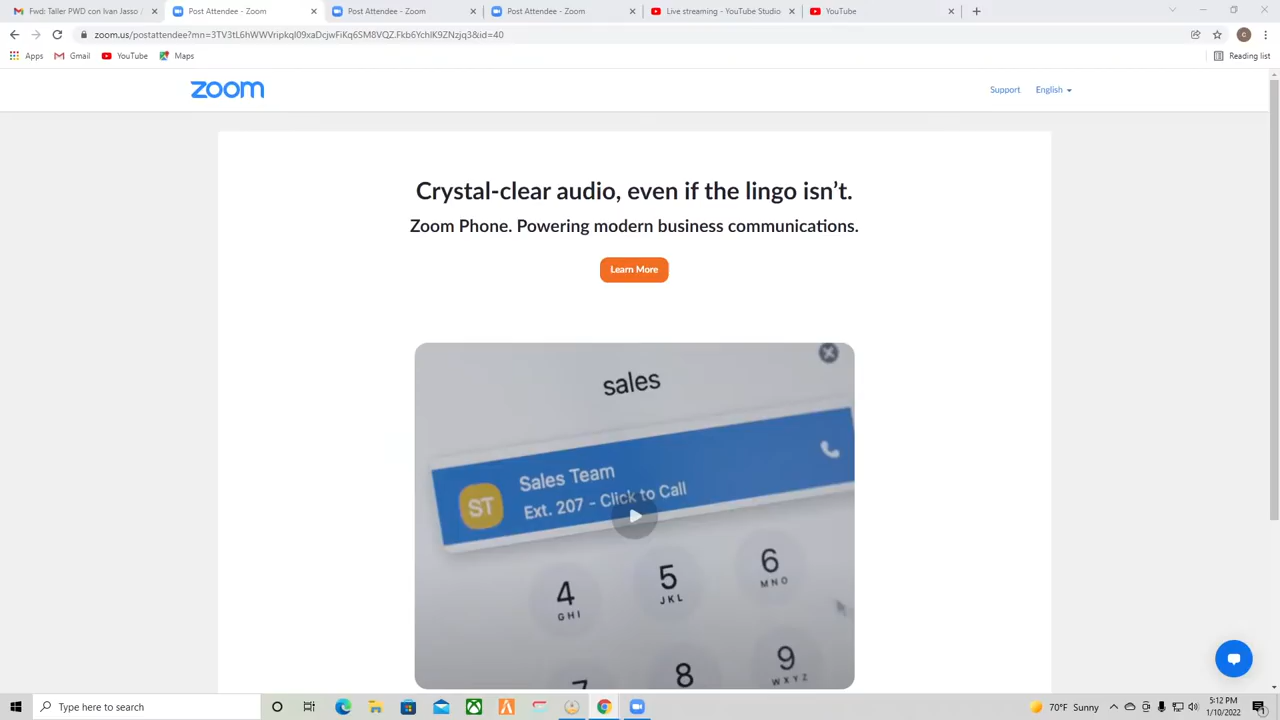 Fwd: Taller PWD con Ivan Jasso /
Post Attendee - Zoom
Post Attendee - Zoom
Post Attendee - Zoom
Live streaming - YouTube Studio
YouTube
zoom.us/postattendee?mn=3TV3tL6hWWVripkqI09xaDcjwFiKq6SM8VQZ.Fkb6YchlK9ZNzjq3&id=40
C
Apps
Gmail
YouTube
Maps
Reading list
zoom
Support
English
Crystal-clear audio, even if the lingo isn't.
Zoom Phone. Powering modern business communications.
Learn More
sales
ST
Sales Team
Ext. 207 – Click to Call
4
GHI
5
JKL
6
MNO
7
8
9
WXYZ
Type here to search
70°F Sunny
5:12 PM
1/10/2022